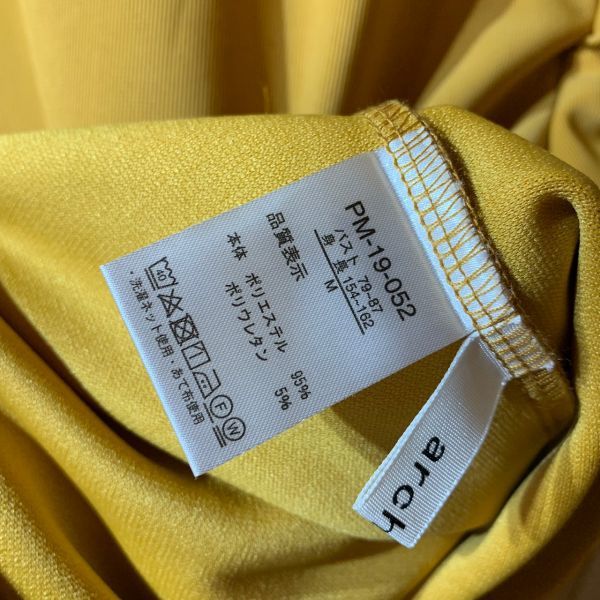 PM-19-052
バスト 79-87
身 長 154-162
M
品質表示
本体 ポリエステル 95%
ポリウレタン 5%
40
F W
・洗濯ネット使用・あて布使用
arch